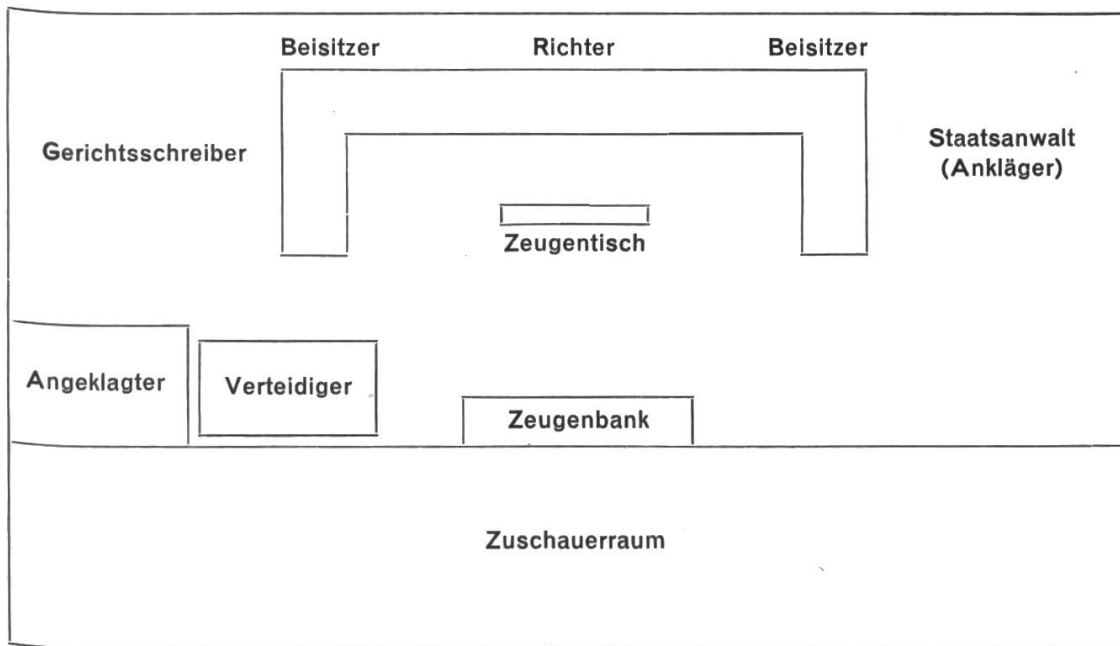 Beisitzer Richter Beisitzer
Gerichtsschreiber
Staatsanwalt
(Ankläger)
Zeugentisch
Angeklagter
Verteidiger
Zeugenbank
Zuschauerraum